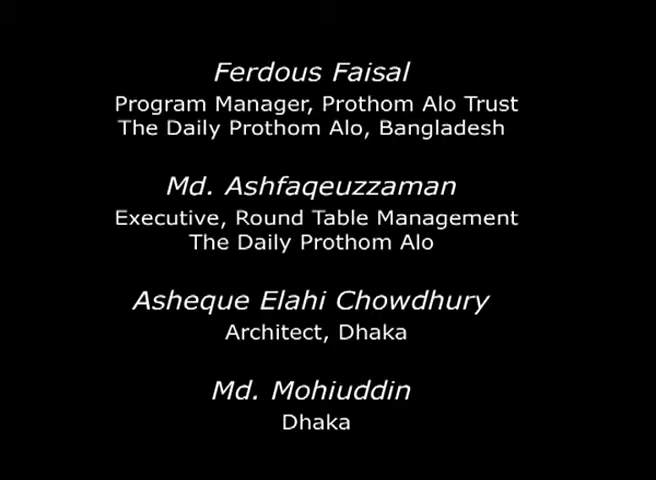 Ferdous Faisal
Program Manager, Prothom Alo Trust
The Daily Prothom Alo, Bangladesh
Md. Ashfaqeuzzaman
Executive, Round Table Management
The Daily Prothom Alo
Asheque Elahi Chowdhury
Architect, Dhaka
Md. Mohiuddin
Dhaka